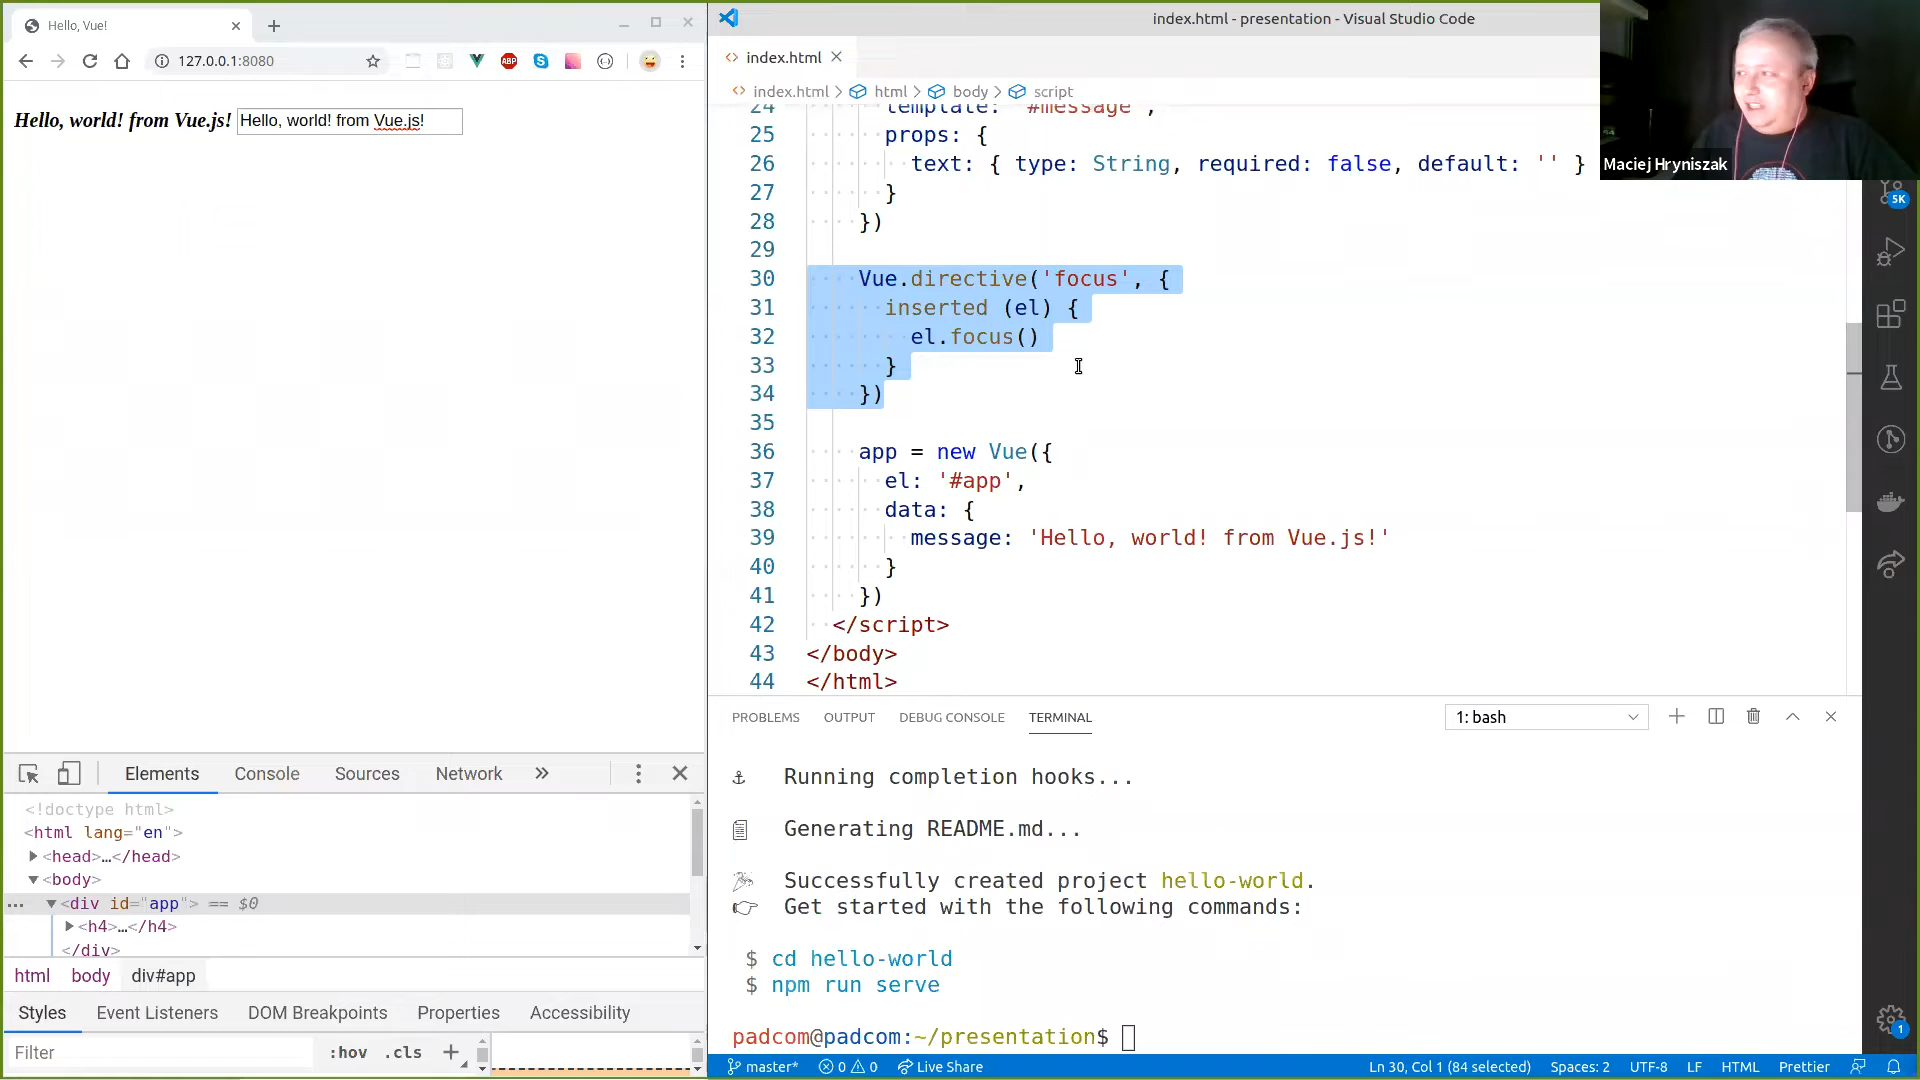 Hello, Vue!
127.0.0.1:8080
ABP
Hello, world! from Vue.js! Hello, world! from Vue.js!
Elements Console Sources Network
<!doctype html>
<html lang="en">
<head>…</head>
<body>
<div id="app"> == $0
<h4>…</h4>
</div>
html body div#app
Styles Event Listeners DOM Breakpoints Properties Accessibility
Filter :hov .cls
index.html - presentation - Visual Studio Code
index.html
index.html html body script
24 template: '#message',
25 props: {
26 text: { type: String, required: false, default: '' }
27 }
28 })
29
30 Vue.directive('focus', {
31 inserted (el) {
32 el.focus()
33 }
34 })
35
36 app = new Vue({
37 el: '#app',
38 data: {
39 message: 'Hello, world! from Vue.js!'
40 }
41 })
42 </script>
43 </body>
44 </html>
PROBLEMS OUTPUT DEBUG CONSOLE TERMINAL 1: bash
Running completion hooks...
Generating README.md...
Successfully created project hello-world.
Get started with the following commands:
$ cd hello-world
$ npm run serve
padcom@padcom:~/presentation$
master* 0 0 Live Share Ln 30, Col 1 (84 selected) Spaces: 2 UTF-8 LF HTML Prettier
Maciej Hryniszak
5K
1